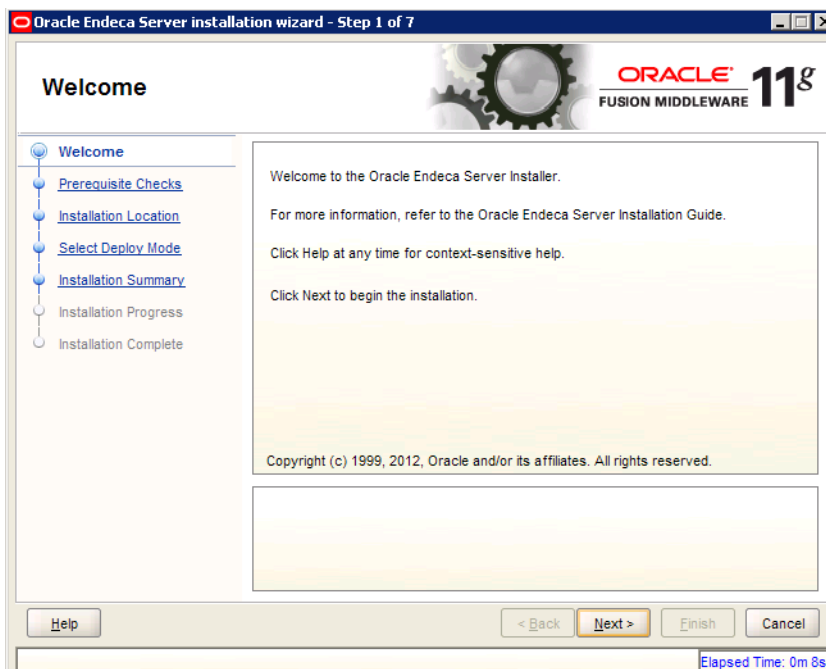 Oracle Endeca Server installation wizard - Step 1 of 7
Welcome
ORACLE
FUSION MIDDLEWARE
11g
Welcome
Prerequisite Checks
Installation Location
Select Deploy Mode
Installation Summary
Installation Progress
Installation Complete
Welcome to the Oracle Endeca Server Installer.
For more information, refer to the Oracle Endeca Server Installation Guide.
Click Help at any time for context-sensitive help.
Click Next to begin the installation.
Copyright (c) 1999, 2012, Oracle and/or its affiliates. All rights reserved.
Help
< Back
Next >
Finish
Cancel
Elapsed Time: 0m 8s